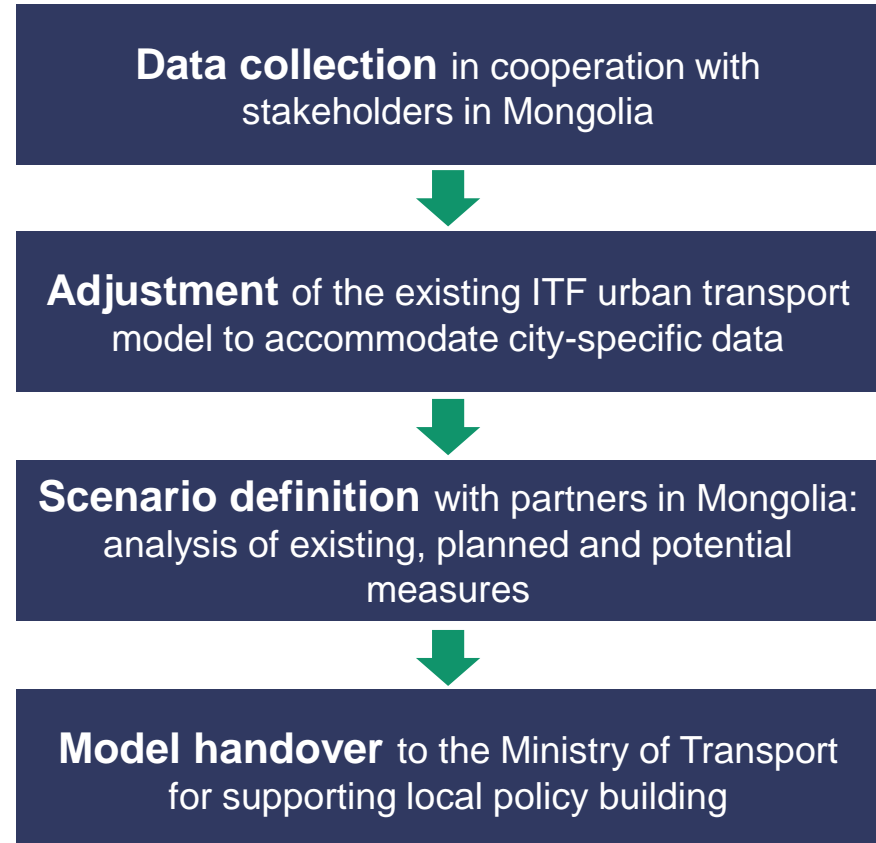 Data collection in cooperation with
stakeholders in Mongolia
Adjustment of the existing ITF urban transport
model to accommodate city-specific data
Scenario definition with partners in Mongolia:
analysis of existing, planned and potential
measures
Model handover to the Ministry of Transport
for supporting local policy building